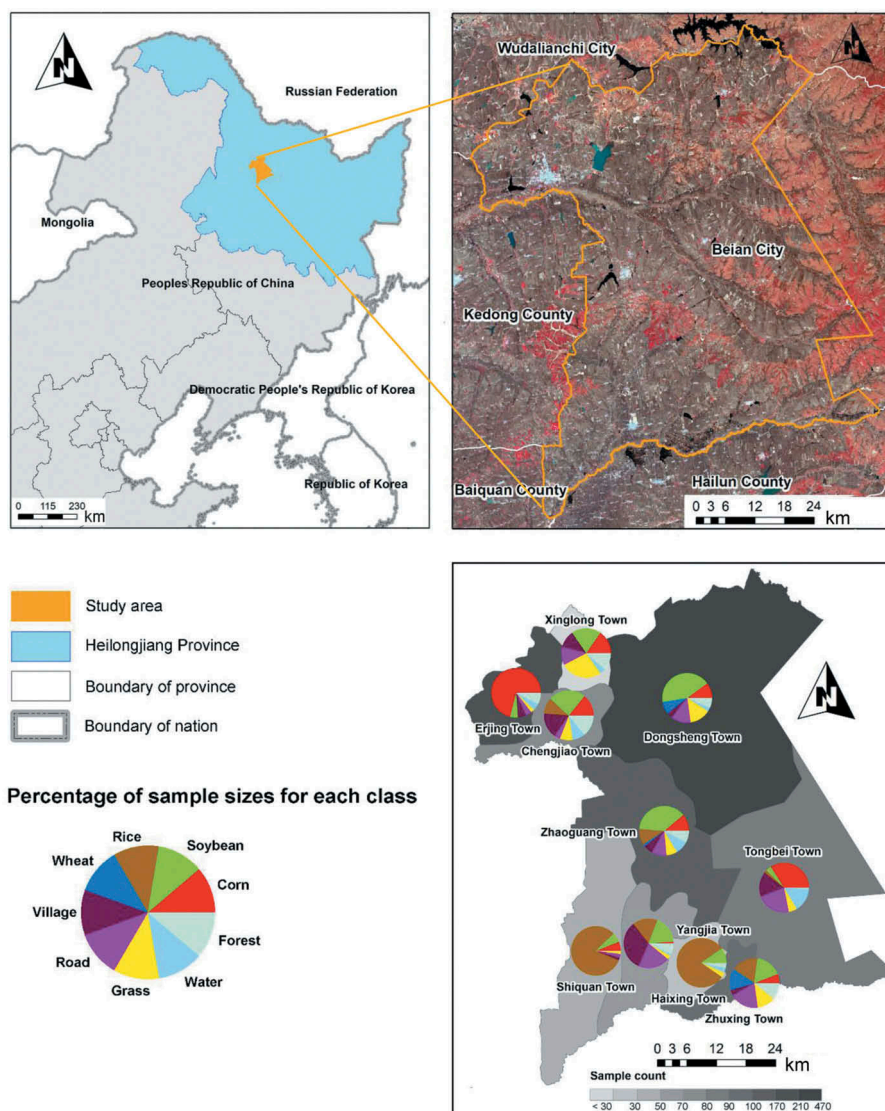 N
Russian Federation
Mongolia
Peoples Republic of China
Democratic People's Republic of Korea
Republic of Korea
0 115 230
km
Wudalianchi City
N
Beian City
Kedong County
Baiquan County
Hailun County
0 3 6 12 18 24
km
Study area
Heilongjiang Province
Boundary of province
Boundary of nation
Percentage of sample sizes for each class
Rice
Soybean
Wheat
Corn
Village
Forest
Road
Water
Grass
Xinglong Town
N
Erjing Town
Chengjiao Town
Dongsheng Town
Zhaoguang Town
Tongbei Town
Yangjia Town
Shiquan Town
Haixing Town
Zhuxing Town
0 3 6 12 18 24
km
Sample count
< 30 30 50 70 80 90 100 170 210 470